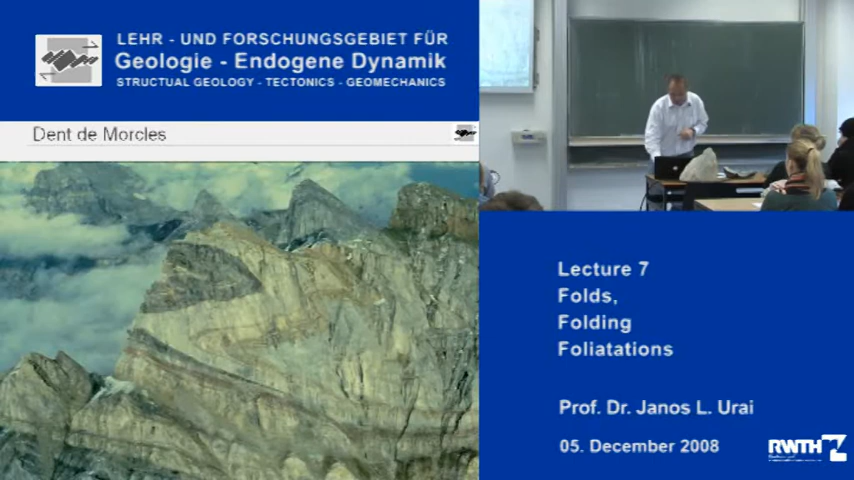 LEHR - UND FORSCHUNGSGEBIET FÜR
Geologie - Endogene Dynamik
STRUCTUAL GEOLOGY - TECTONICS - GEOMECHANICS
Dent de Morcles
Lecture 7
Folds,
Folding
Foliatations
Prof. Dr. Janos L. Urai
05. December 2008
RWTH